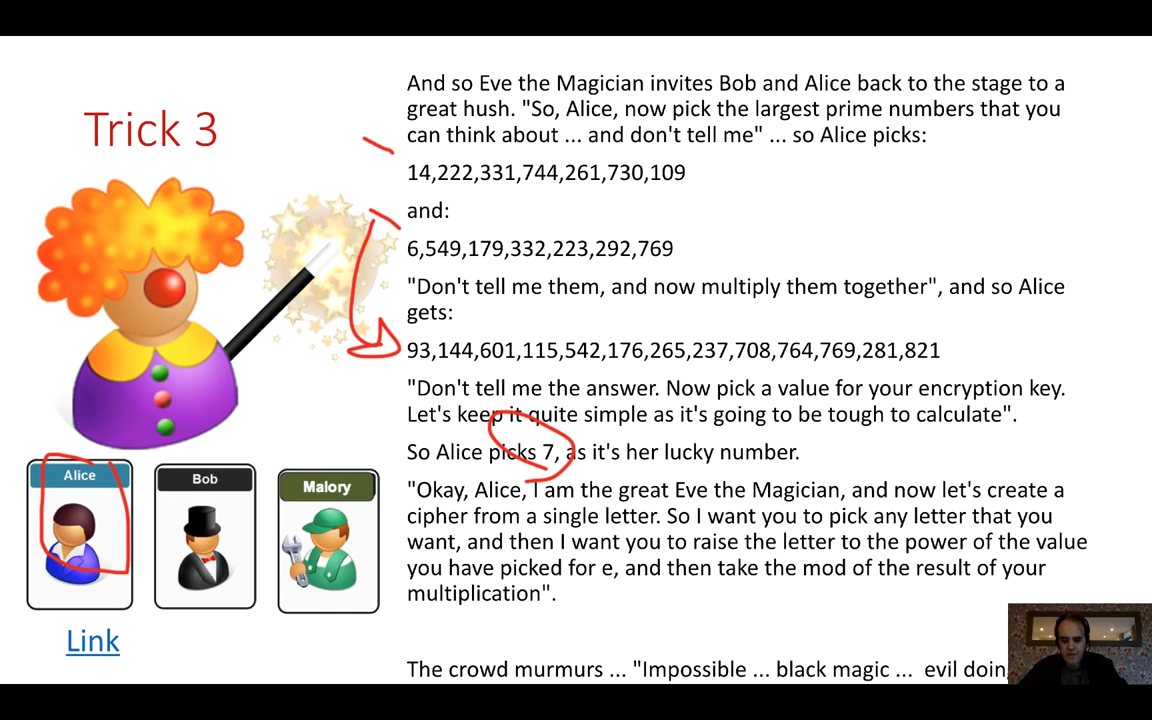 Trick 3
And so Eve the Magician invites Bob and Alice back to the stage to a
great hush. "So, Alice, now pick the largest prime numbers that you
can think about ... and don't tell me" ... so Alice picks:
14,222,331,744,261,730,109
and:
6,549,179,332,223,292,769
"Don't tell me them, and now multiply them together", and so Alice
gets:
93,144,601,115,542,176,265,237,708,764,769,281,821
"Don't tell me the answer. Now pick a value for your encryption key.
Let's keep it quite simple as it's going to be tough to calculate".
So Alice picks 7, as it's her lucky number.
"Okay, Alice, I am the great Eve the Magician, and now let's create a
cipher from a single letter. So I want you to pick any letter that you
want, and then I want you to raise the letter to the power of the value
you have picked for e, and then take the mod of the result of your
multiplication".
The crowd murmurs ... "Impossible ... black magic ... evil
Alice
Bob
Malory
Link